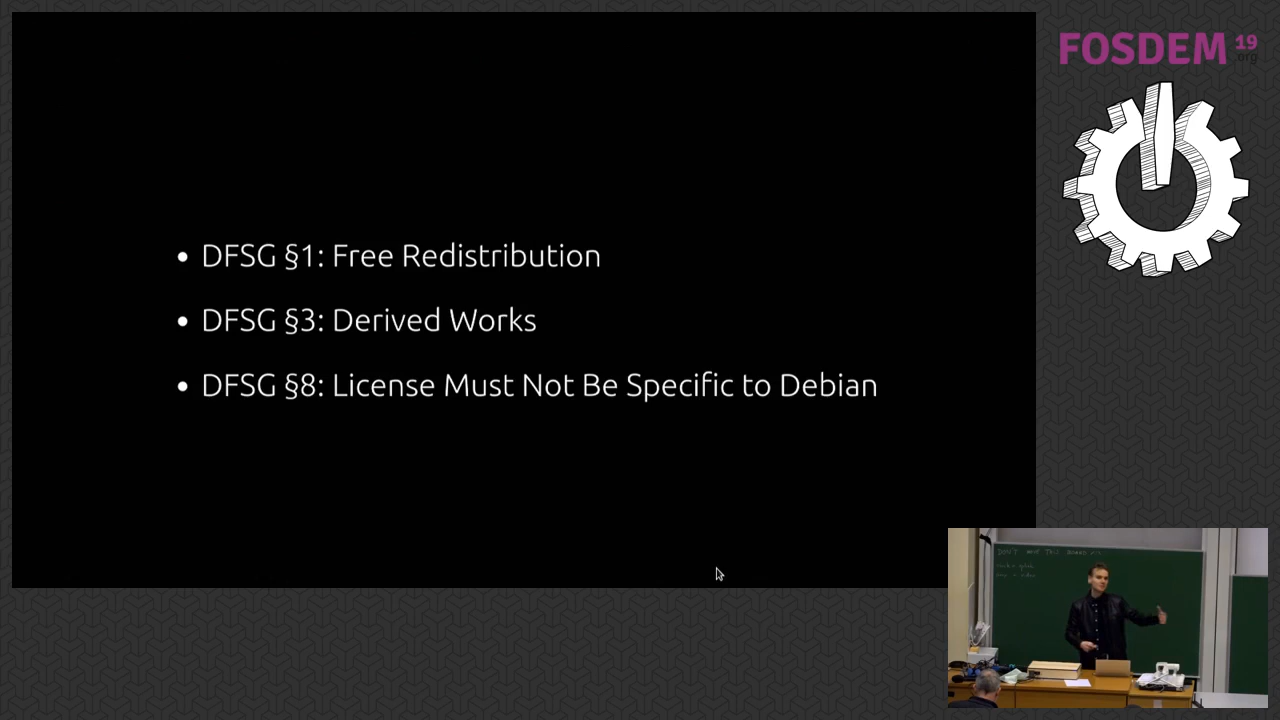 FOSDEM 19
.org
• DFSG §1: Free Redistribution
• DFSG §3: Derived Works
• DFSG §8: License Must Not Be Specific to Debian
DON'T